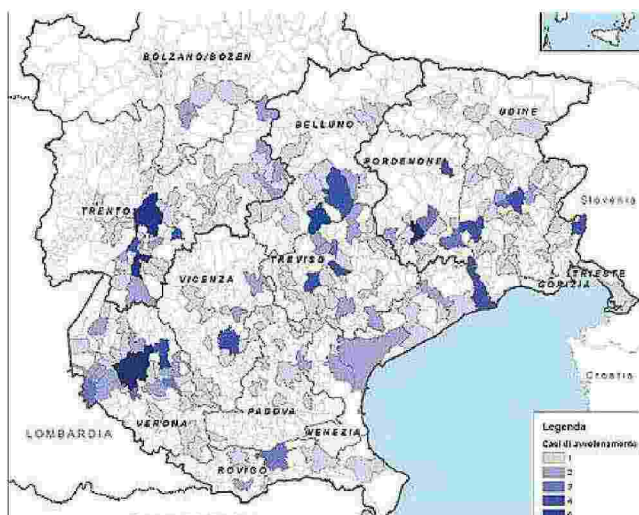 BOLZANO/BOZEN
UDINE
BELLUNO
PORDENONE
Slovenia
TRENTO
TREVISO
VICENZA
TRIESTE
GORIZIA
Croatia
PADOVA
VERONA
VENEZIA
LOMBARDIA
ROVIGO
Legenda
Casi di avvelenamento
1
2
3
4